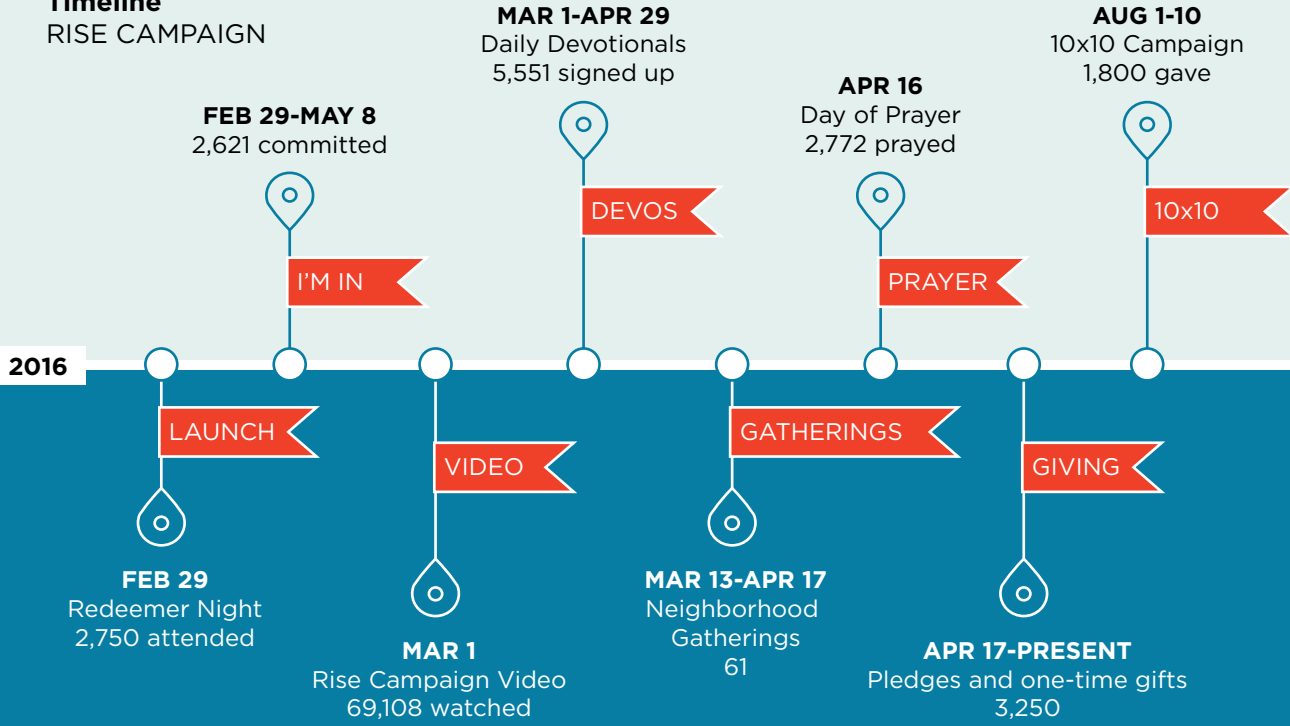 Timeline
RISE CAMPAIGN
MAR 1-APR 29
Daily Devotionals
5,551 signed up
AUG 1-10
10x10 Campaign
1,800 gave
APR 16
Day of Prayer
2,772 prayed
FEB 29-MAY 8
2,621 committed
DEVOS
10x10
I'M IN
PRAYER
2016
LAUNCH
GATHERINGS
VIDEO
GIVING
FEB 29
Redeemer Night
2,750 attended
MAR 13-APR 17
Neighborhood
Gatherings
61
MAR 1
Rise Campaign Video
69,108 watched
APR 17-PRESENT
Pledges and one-time gifts
3,250